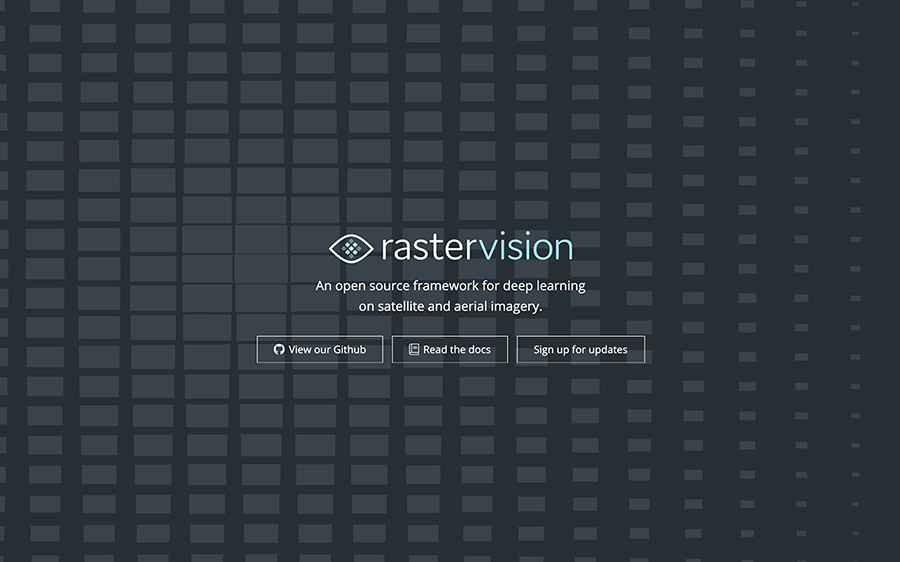 rastervision
An open source framework for deep learning
on satellite and aerial imagery.
View our Github
Read the docs
Sign up for updates